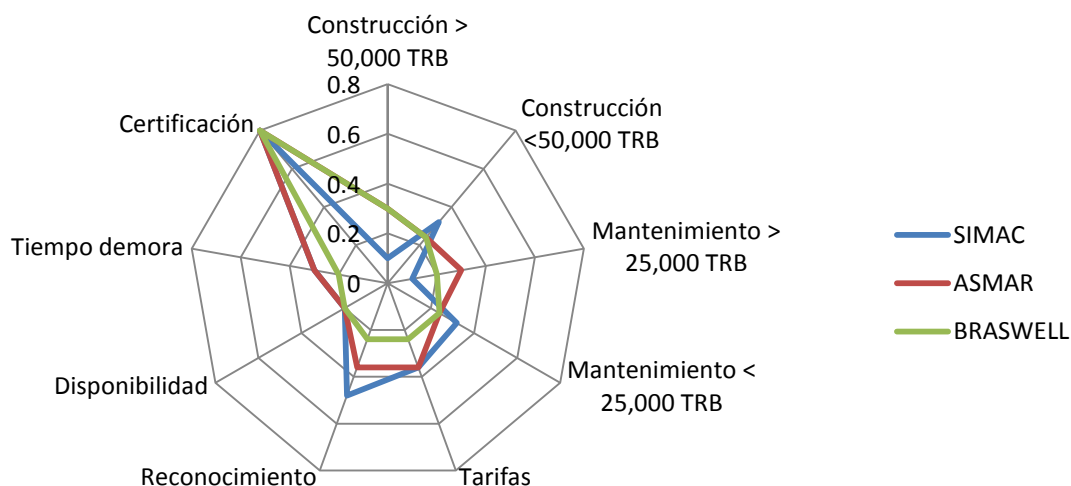 Construcción >
50,000 TRB
Construcción
<50,000 TRB
Mantenimiento >
25,000 TRB
Mantenimiento <
25,000 TRB
Tarifas
Reconocimiento
Disponibilidad
Tiempo demora
Certificación
0.8
0.6
0.4
0.2
0
SIMAC
ASMAR
BRASWELL